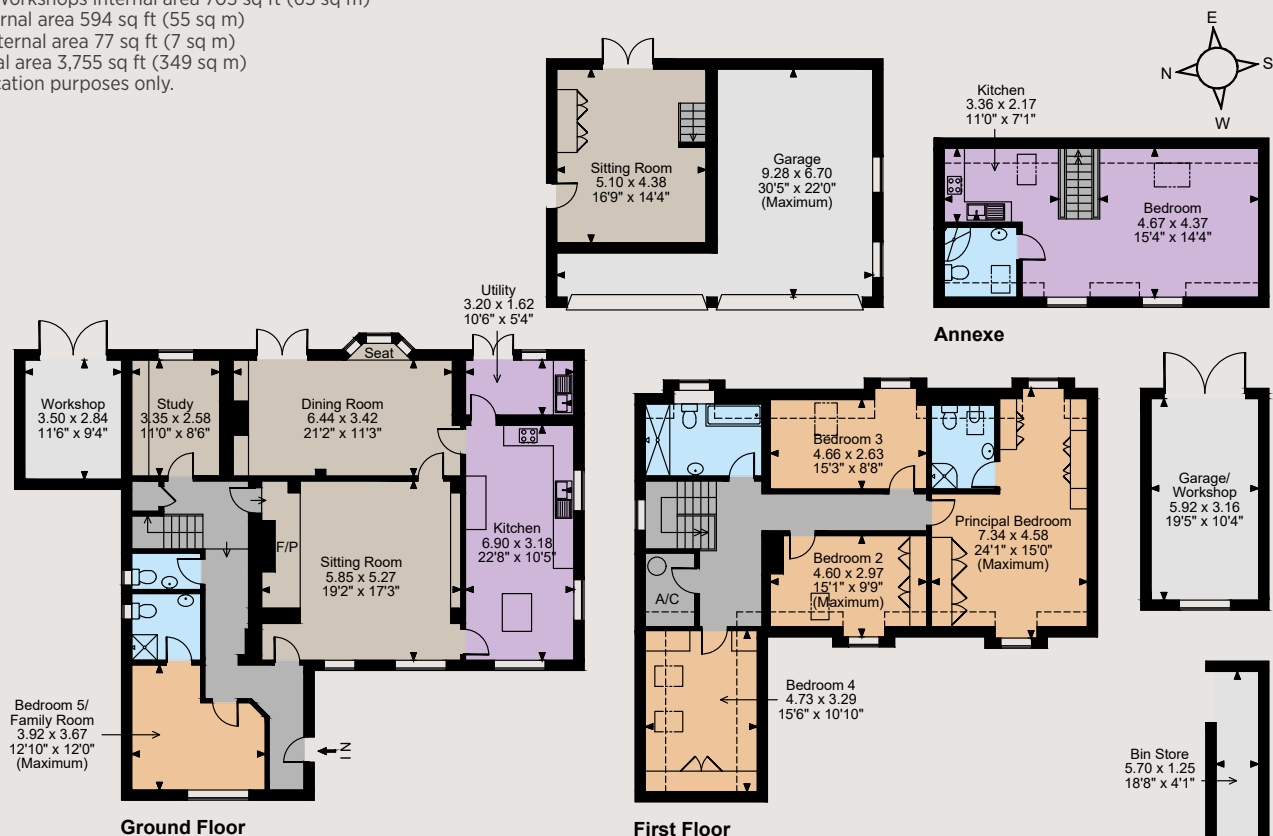 Workshops internal area 705 sq ft (65 sq m)
area 594 sq ft (55 sq m)
area 77 sq ft (7 sq m)
area 3,755 sq ft (349 sq m)
purposes only.
E
N
S
W
Kitchen
3.36 x 2.17
11'0" x 7'1"
Sitting Room
5.10 x 4.38
16'9" x 14'4"
Garage
9.28 x 6.70
30'5" x 22'0"
(Maximum)
Bedroom
4.67 x 4.37
15'4" x 14'4"
Annexe
Utility
3.20 x 1.62
10'6" x 5'4"
Seat
Workshop
3.50 x 2.84
11'6" x 9'4"
Study
3.35 x 2.58
11'0" x 8'6"
Dining Room
6.44 x 3.42
21'2" x 11'3"
Kitchen
6.90 x 3.18
22'8" x 10'5"
F/P
Sitting Room
5.85 x 5.27
19'2" x 17'3"
Bedroom 5/
Family Room
3.92 x 3.67
12'10" x 12'0"
(Maximum)
IN
Ground Floor
Bedroom 3
4.66 x 2.63
15'3" x 8'8"
Principal Bedroom
7.34 x 4.58
24'1" x 15'0"
(Maximum)
Bedroom 2
4.60 x 2.97
15'1" x 9'9"
(Maximum)
A/C
Bedroom 4
4.73 x 3.29
15'6" x 10'10"
First Floor
Garage/
Workshop
5.92 x 3.16
19'5" x 10'4"
Bin Store
5.70 x 1.25
18'8" x 4'1"